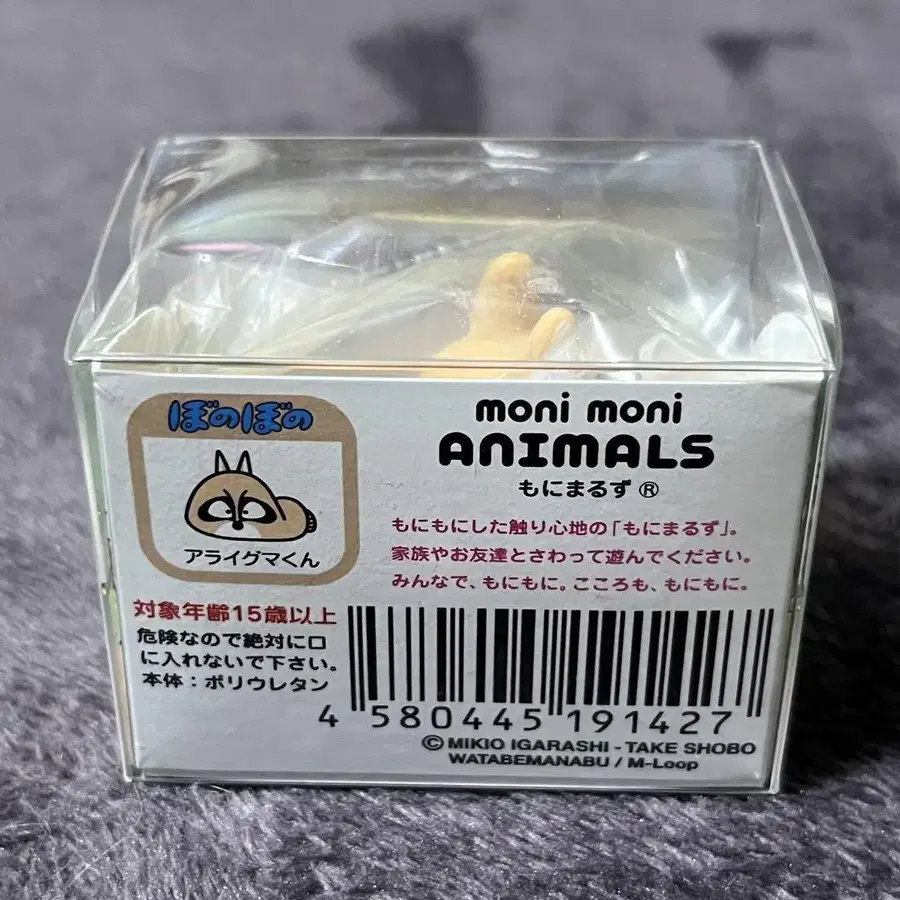 ぼのぼの
アライグマくん
moni moni
ANIMALS
もにまるず ®
もにもにした触り心地の「もにまるず」。
家族やお友達とさわって遊んでください。
みんなで、もにもに。こころも、もにもに。
対象年齢15歳以上
危険なので絶対に口
に入れないで下さい。
本体：ポリウレタン
4 580445 191427
©MIKIO IGARASHI - TAKE SHOBO
WATABEMANABU / M-Loop